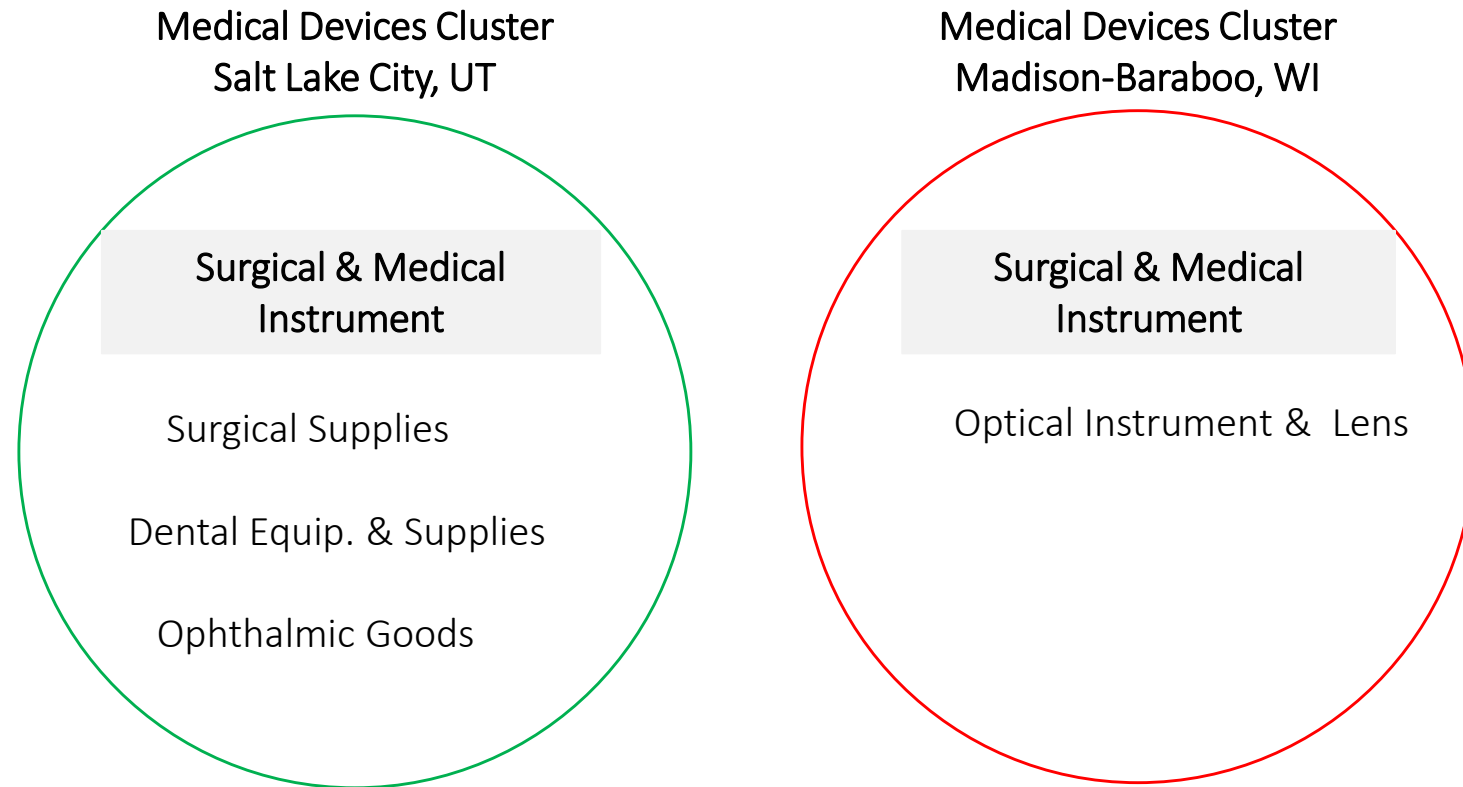 Medical Devices Cluster
Salt Lake City, UT
Surgical & Medical
Instrument
Surgical Supplies
Dental Equip. & Supplies
Ophthalmic Goods
Medical Devices Cluster
Madison-Baraboo, WI
Surgical & Medical
Instrument
Optical Instrument & Lens